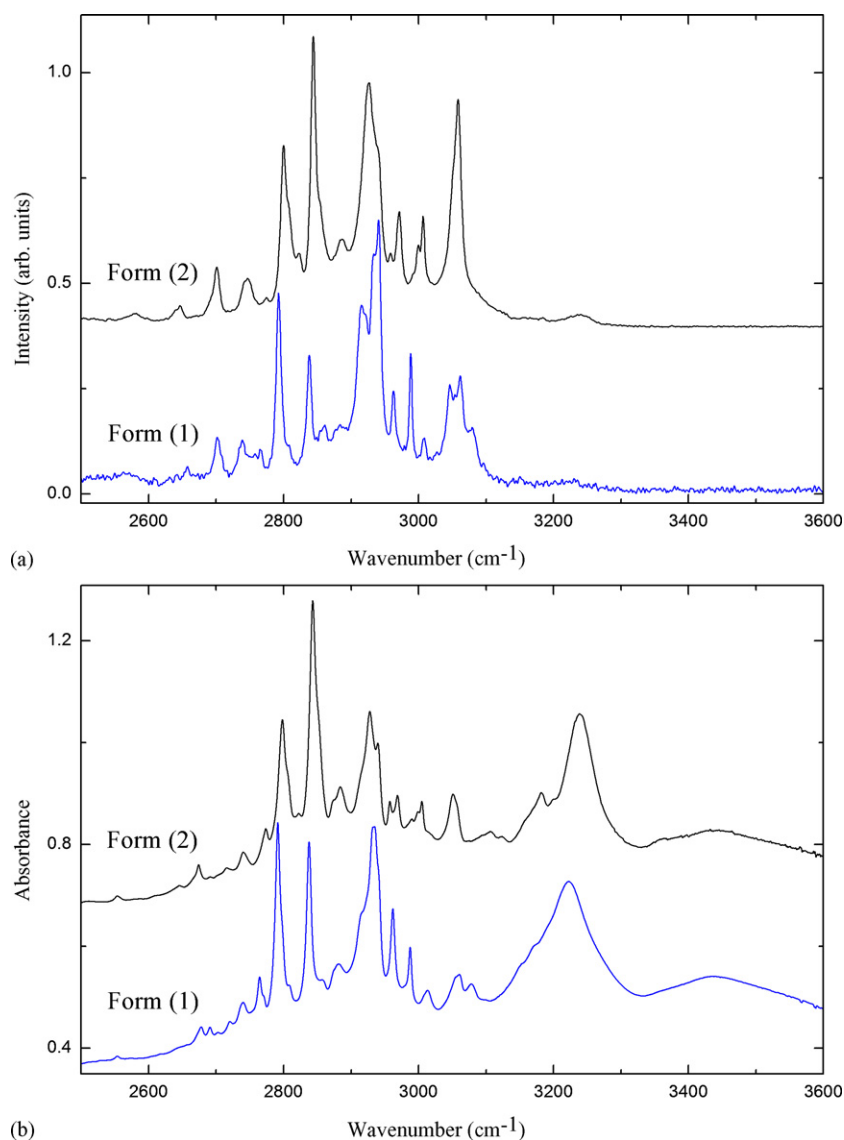 1.0
0.5
0.0
Intensity (arb. units)
Form (2)
Form (1)
2600 2800 3000 3200 3400 3600
(a) Wavenumber (cm-1)
1.2
0.8
0.4
Absorbance
Form (2)
Form (1)
2600 2800 3000 3200 3400 3600
(b) Wavenumber (cm-1)